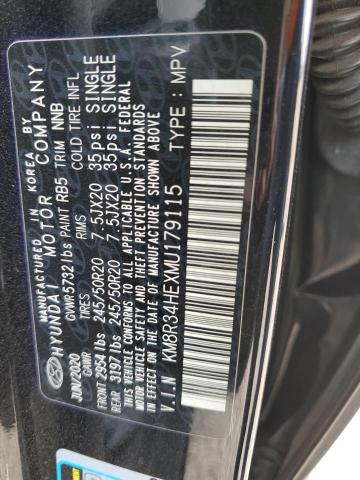 MANUFACTURED BY
IN KOREA
HYUNDAI MOTOR COMPANY
GVWR 5732 lbs PAINT RB5 TRIM NNB
JUN/2020
GAWR TIRES RIMS COLD TIRE INFL
FRONT 2954 lbs 245/50R20 7.5JX20 35psi SINGLE
REAR 3197 lbs 245/50R20 7.5JX20 35psi SINGLE
THIS VEHICLE CONFORMS TO ALL APPLICABLE U.S.A. FEDERAL
MOTOR VEHICLE SAFETY, BUMPER, AND THEFT PREVENTION STANDARDS
IN EFFECT ON THE DATE OF MANUFACTURE SHOWN ABOVE.
V.I.N KM8R34HEXMU179115 TYPE : MPV